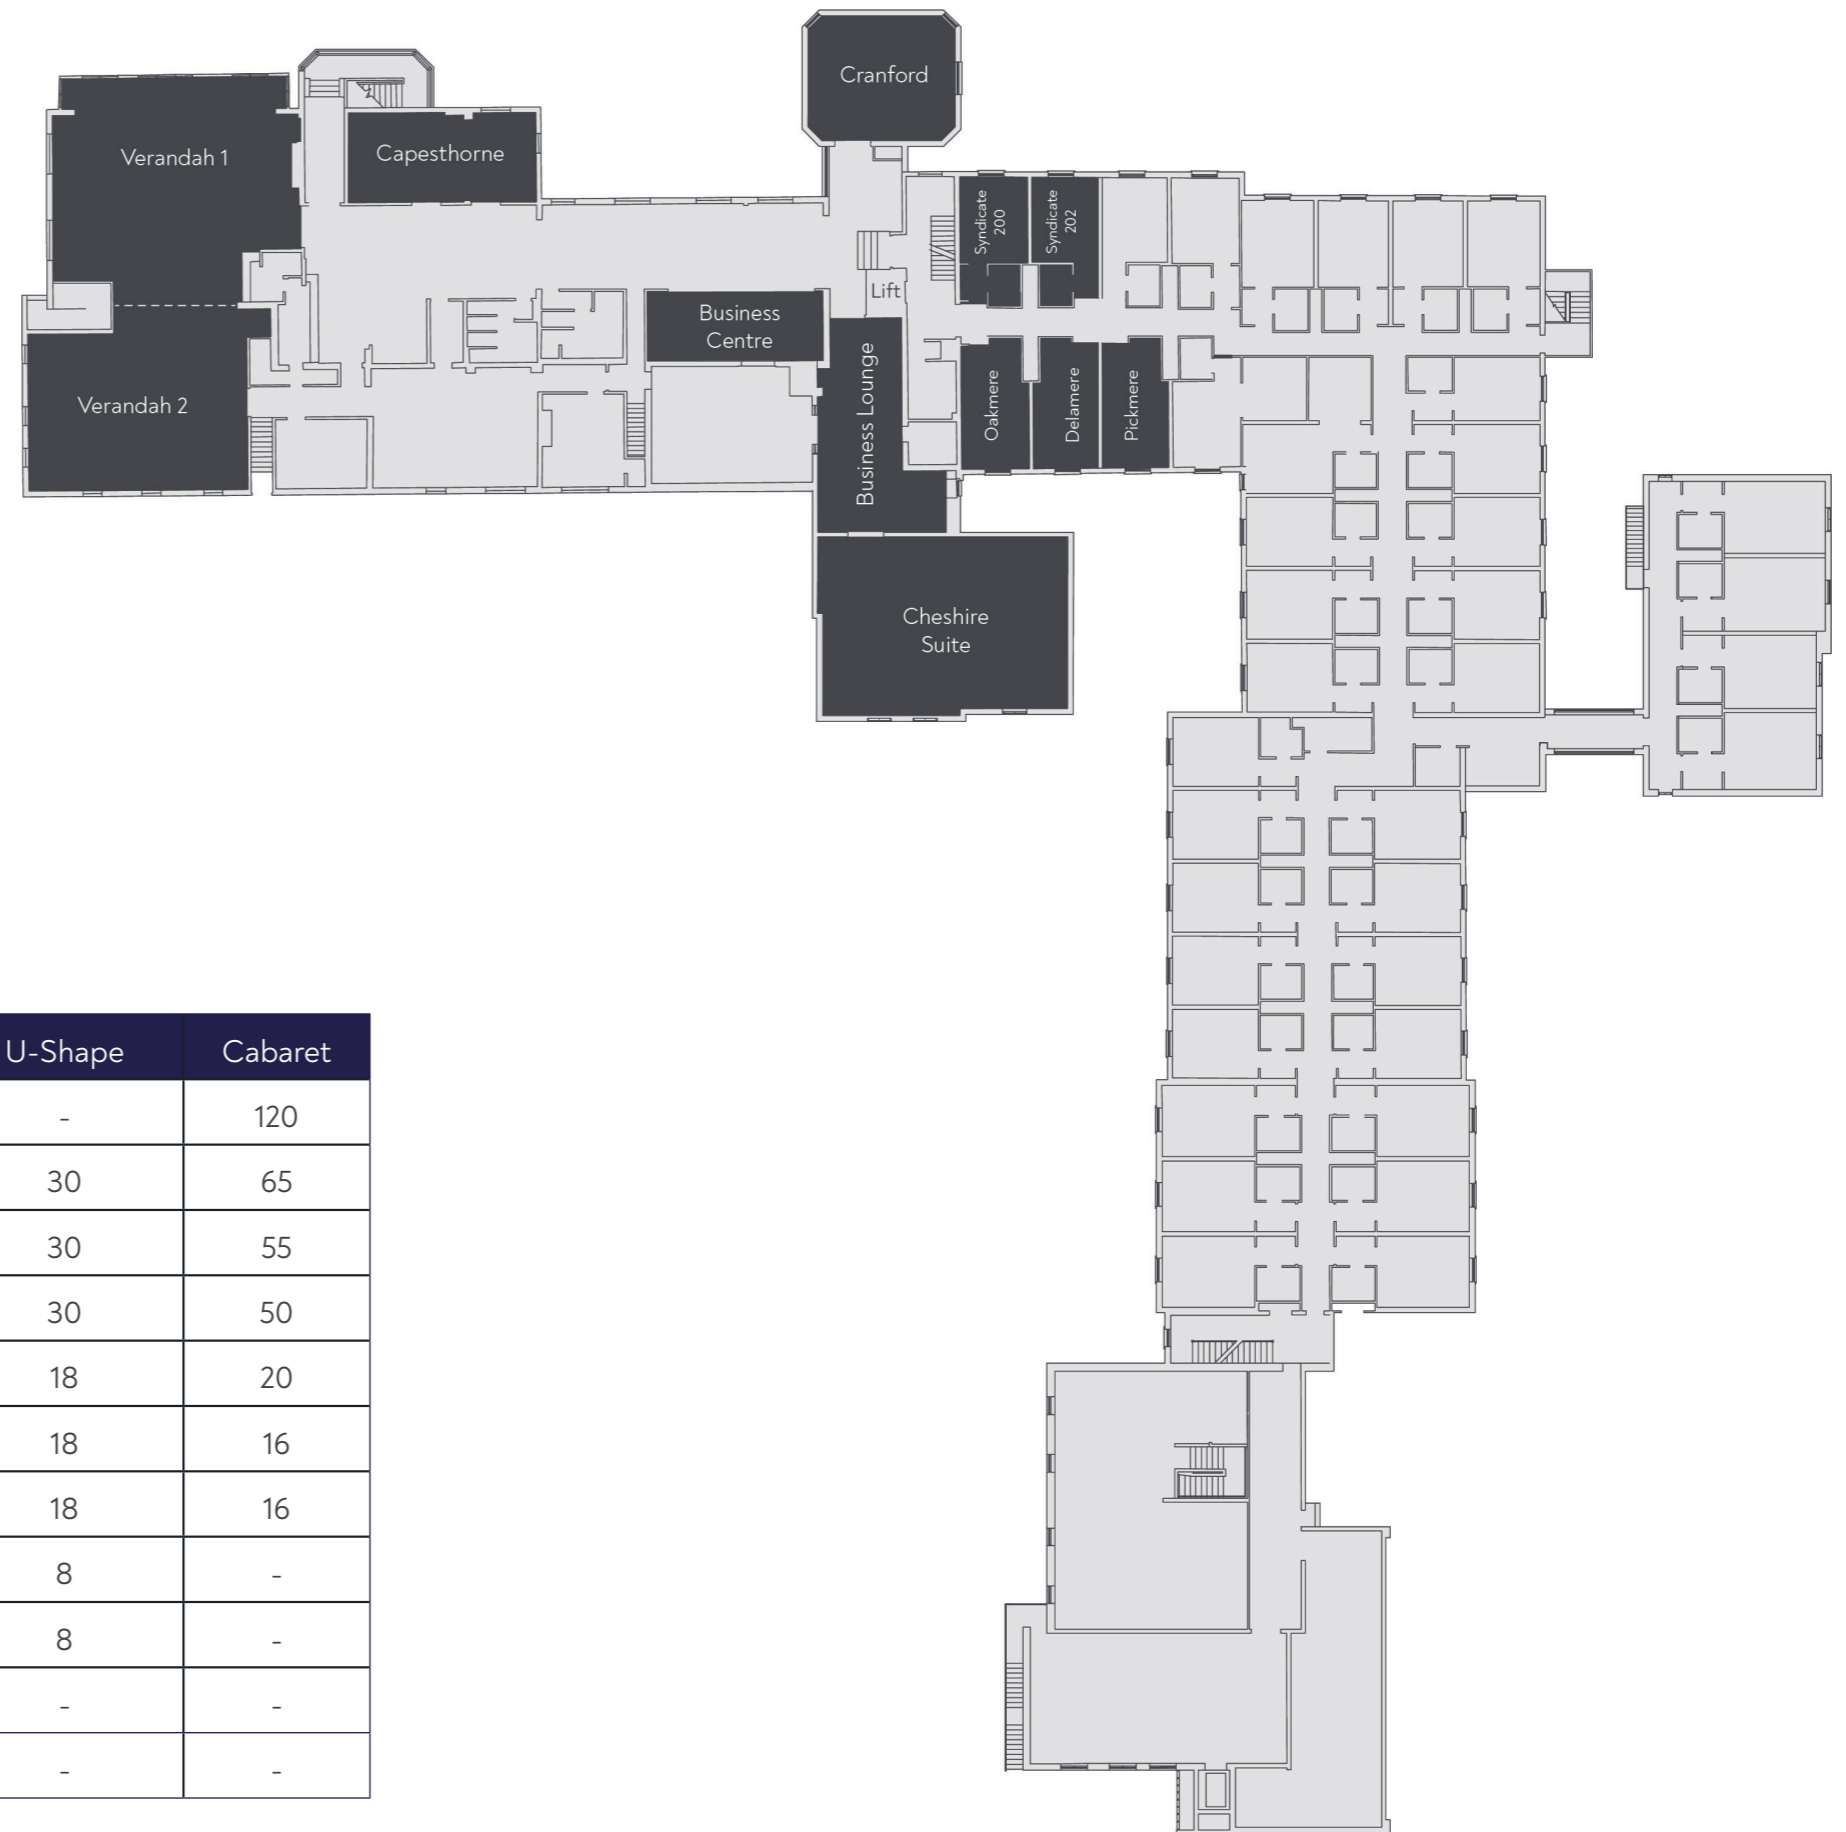 Cranford
Verandah 1
Capesthorne
Syndicate
200
Syndicate
202
Lift
Business
Centre
Verandah 2
Business Lounge
Oakmere
Delamere
Pickmere
Cheshire
Suite
U-Shape Cabaret
- 120
30 65
30 55
30 50
18 20
18 16
18 16
8 -
8 -
- -
- -